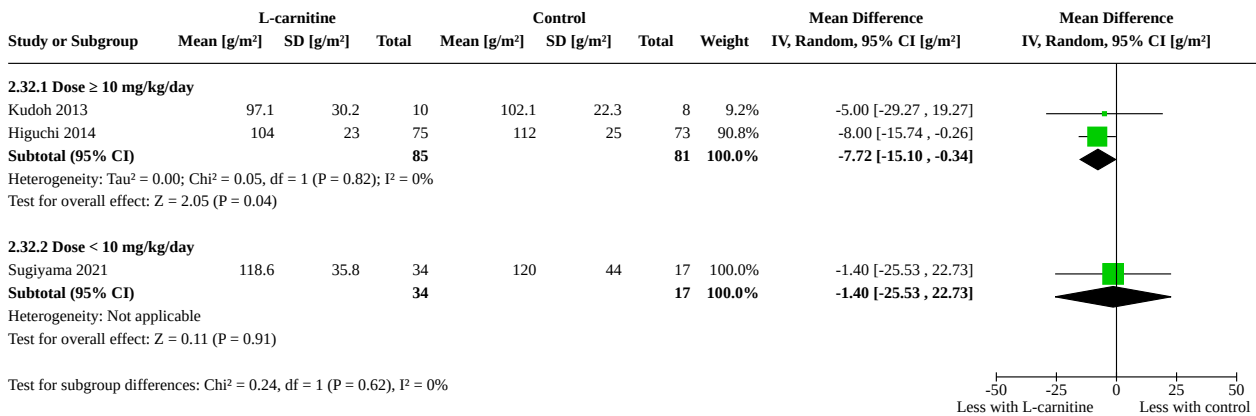 L-carnitine Control Mean Difference Mean Difference
Study or Subgroup Mean [g/m²] SD [g/m²] Total Mean [g/m²] SD [g/m²] Total Weight IV, Random, 95% CI [g/m²] IV, Random, 95% CI [g/m²]
2.32.1 Dose ≥ 10 mg/kg/day
Kudoh 2013 97.1 30.2 10 102.1 22.3 8 9.2% -5.00 [-29.27 , 19.27]
Higuchi 2014 104 23 75 112 25 73 90.8% -8.00 [-15.74 , -0.26]
Subtotal (95% CI) 85 81 100.0% -7.72 [-15.10 , -0.34]
Heterogeneity: Tau² = 0.00; Chi² = 0.05, df = 1 (P = 0.82); I² = 0%
Test for overall effect: Z = 2.05 (P = 0.04)
2.32.2 Dose < 10 mg/kg/day
Sugiyama 2021 118.6 35.8 34 120 44 17 100.0% -1.40 [-25.53 , 22.73]
Subtotal (95% CI) 34 17 100.0% -1.40 [-25.53 , 22.73]
Heterogeneity: Not applicable
Test for overall effect: Z = 0.11 (P = 0.91)
Test for subgroup differences: Chi² = 0.24, df = 1 (P = 0.62), I² = 0%
-50 -25 0 25 50
Less with L-carnitine Less with control